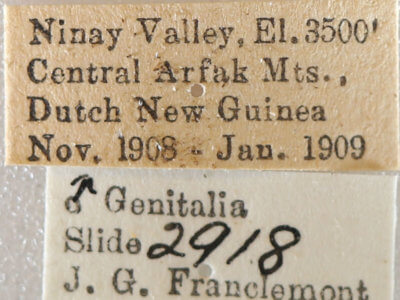 Ninay Valley, El. 3500'
Central Arfak Mts.,
Dutch New Guinea
Nov. 1908 - Jan. 1909
♂ Genitalia
Slide 2918
J. G. Franclemont